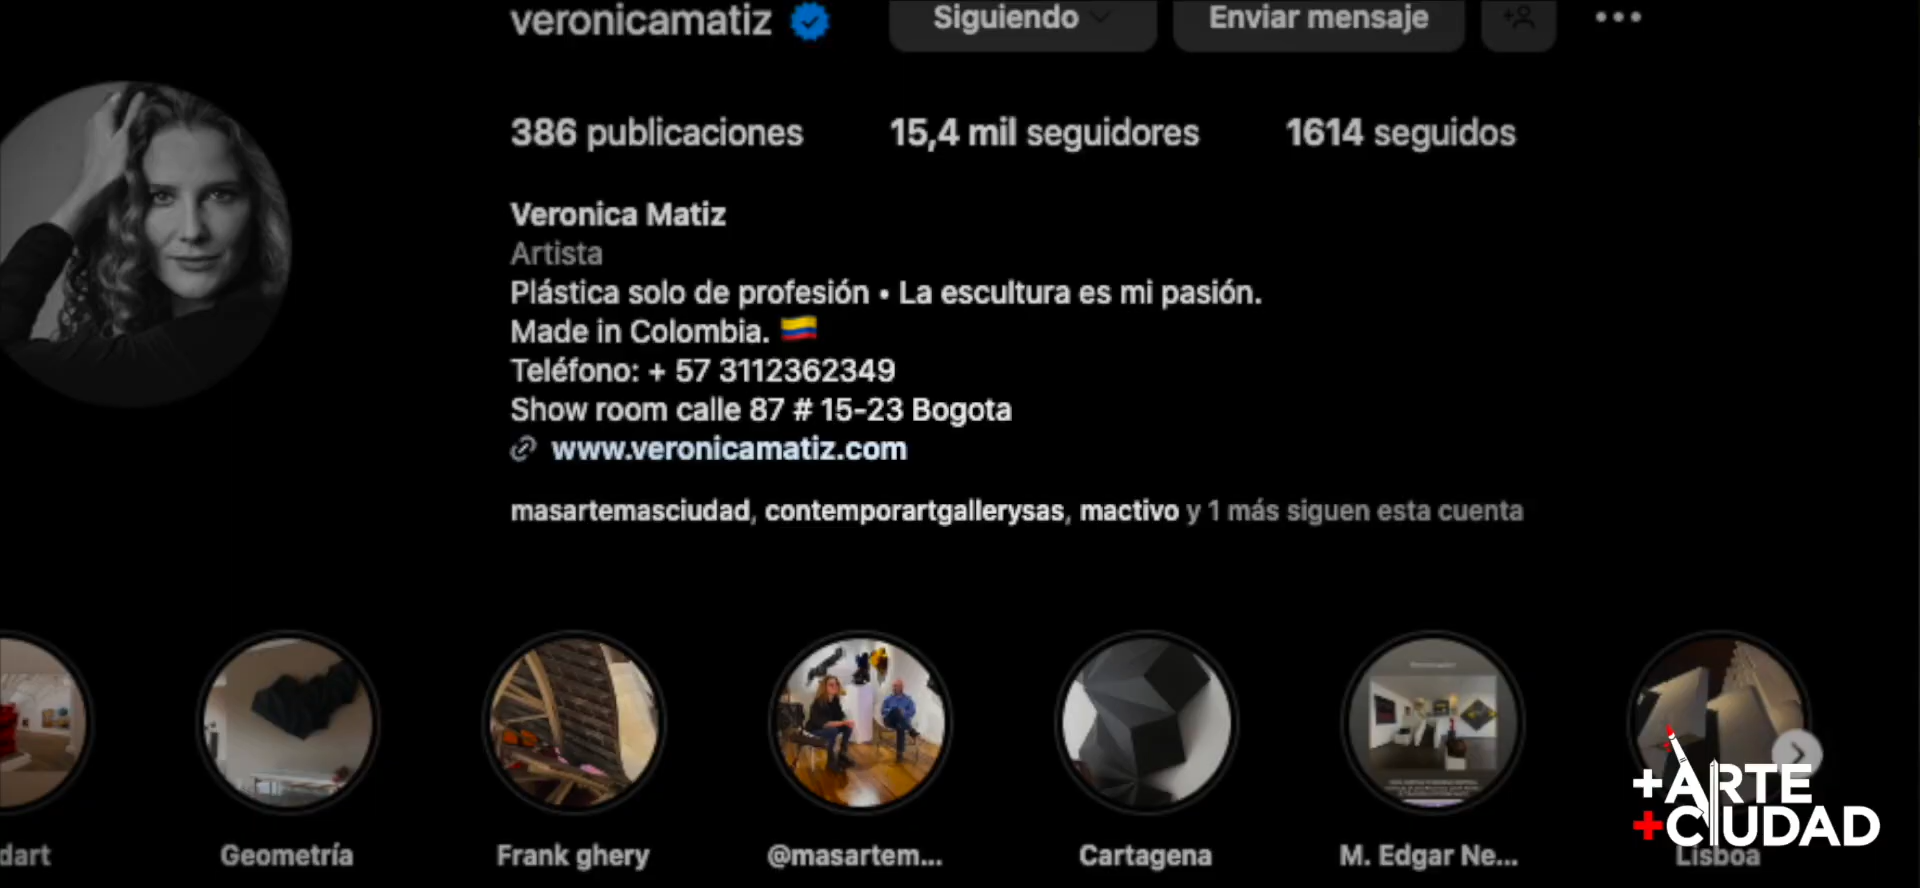 veronicamatiz
Siguiendo
Enviar mensaje
386 publicaciones
15,4 mil seguidores
1614 seguidos
Veronica Matiz
Artista
Plástica solo de profesión • La escultura es mi pasión.
Made in Colombia. 🇨🇴
Teléfono: + 57 3112362349
Show room calle 87 # 15-23 Bogota
www.veronicamatiz.com
masartemasciudad, contemporartgallerysas, mactivo y 1 más siguen esta cuenta
dart
Geometría
Frank ghery
@masartem...
Cartagena
M. Edgar Ne...
Lisboa
+ARTE
+CIUDAD